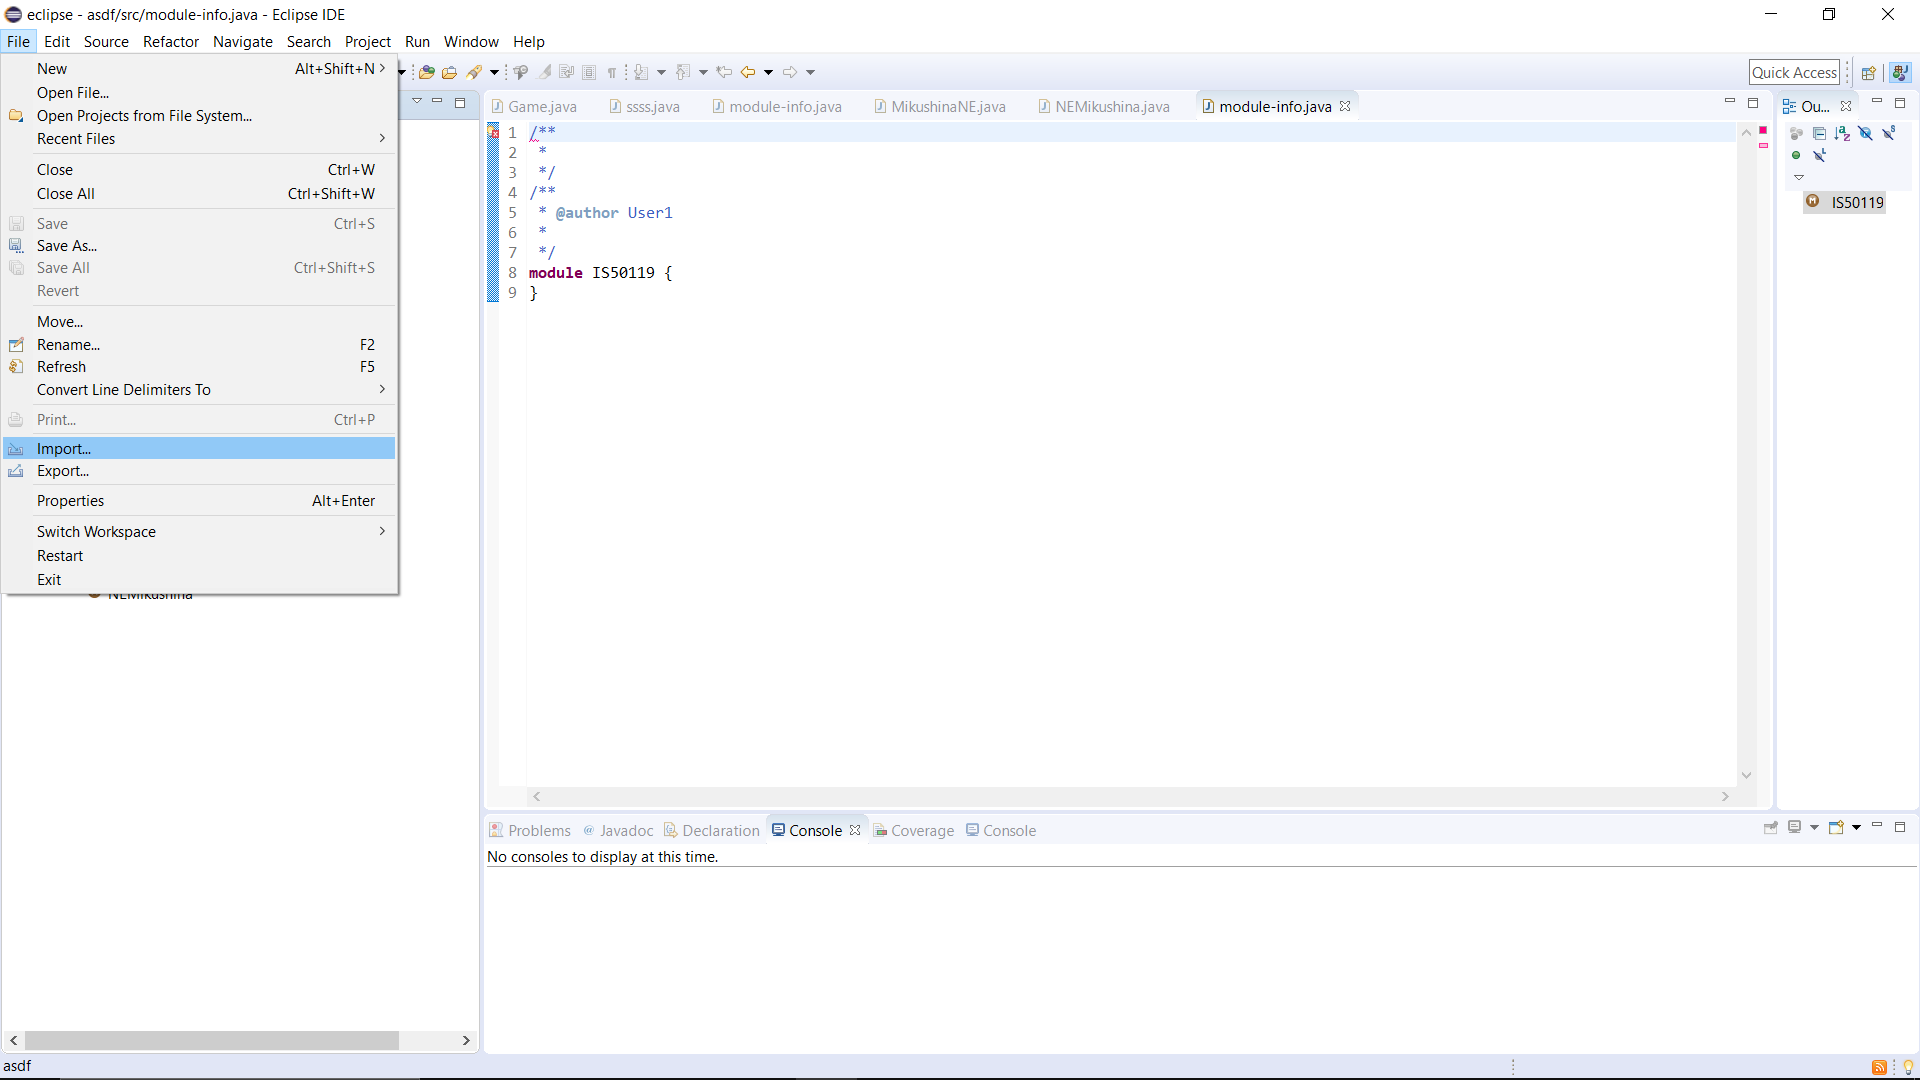 eclipse - asdf/src/module-info.java - Eclipse IDE
File Edit Source Refactor Navigate Search Project Run Window Help
Quick Access
New Alt+Shift+N
Open File...
Open Projects from File System...
Recent Files
Close Ctrl+W
Close All Ctrl+Shift+W
Save Ctrl+S
Save As...
Save All Ctrl+Shift+S
Revert
Move...
Rename... F2
Refresh F5
Convert Line Delimiters To
Print... Ctrl+P
Import...
Export...
Properties Alt+Enter
Switch Workspace
Restart
Exit
NEMikushina
Game.java ssss.java module-info.java MikushinaNE.java NEMikushina.java module-info.java
1 /**
2 *
3 */
4 /**
5 * @author User1
6 *
7 */
8 module IS50119 {
9 }
Ou...
IS50119
Problems @ Javadoc Declaration Console Coverage Console
No consoles to display at this time.
asdf